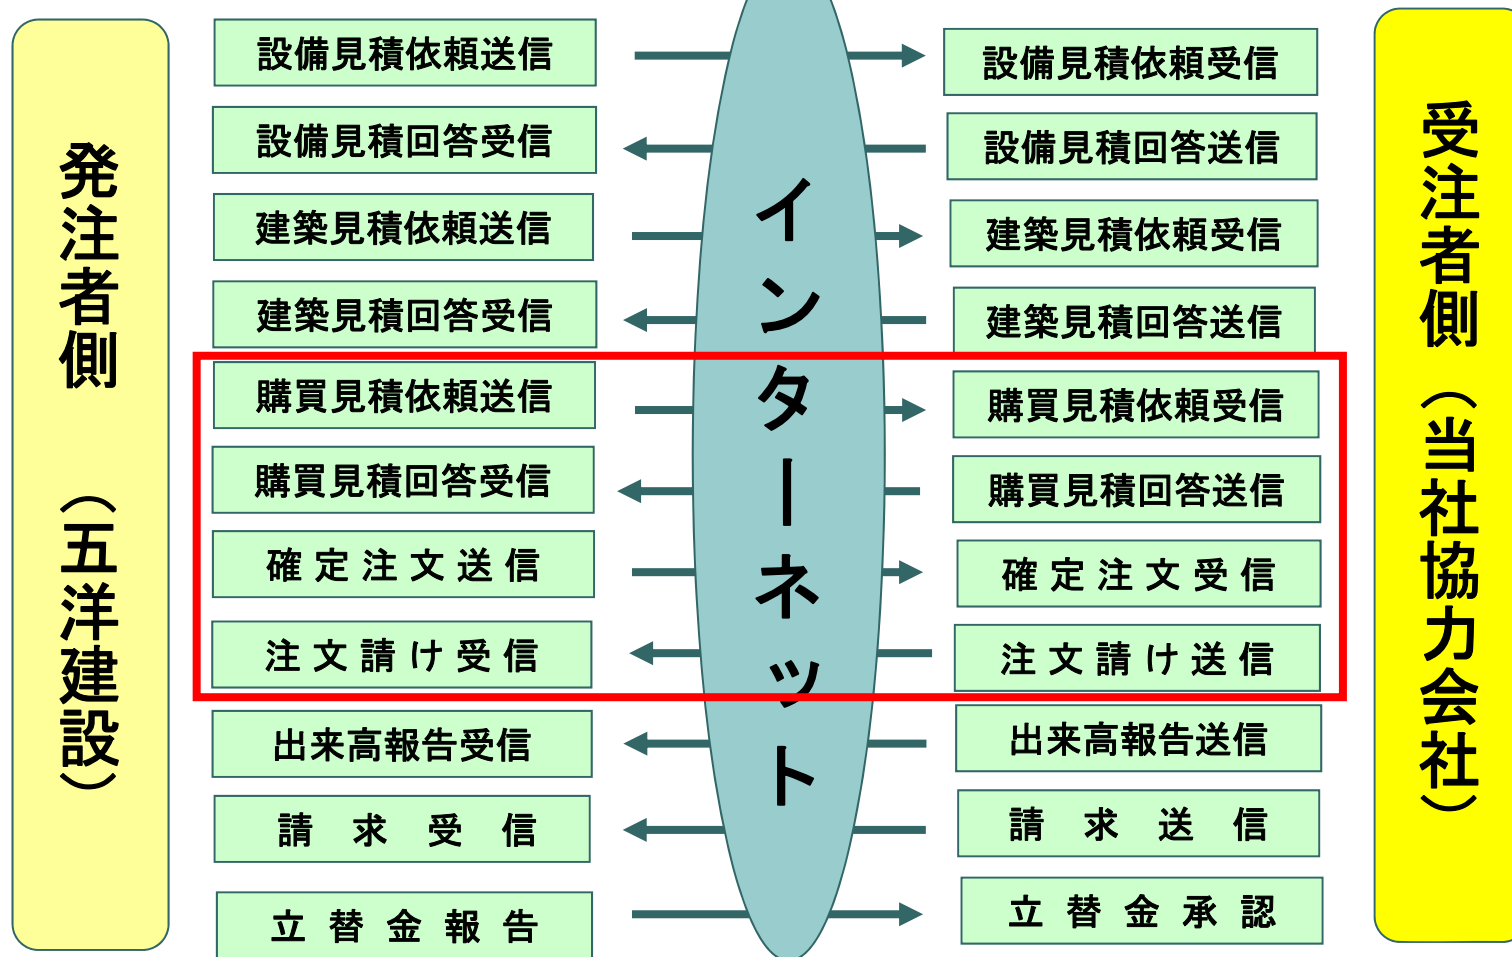 発注者側 （五洋建設）
設備見積依頼送信
設備見積回答受信
建築見積依頼送信
建築見積回答受信
購買見積依頼送信
購買見積回答受信
確定注文送信
注文請け受信
出来高報告受信
請求受信
立替金報告
インターネット
設備見積依頼受信
設備見積回答送信
建築見積依頼受信
建築見積回答送信
購買見積依頼受信
購買見積回答送信
確定注文受信
注文請け送信
出来高報告送信
請求送信
立替金承認
受注者側（当社協力会社）